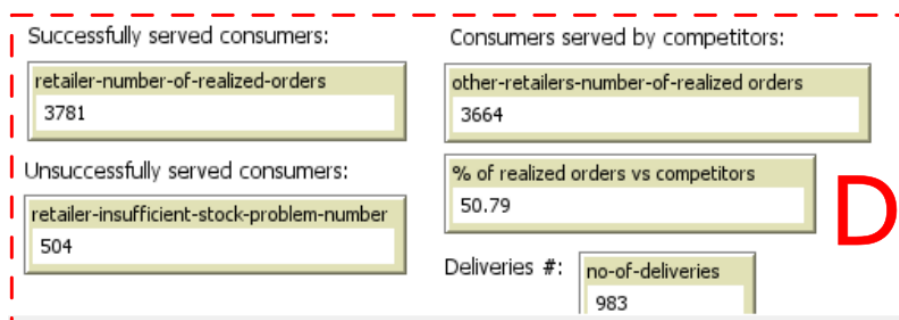 Successfully served consumers:
retailer-number-of-realized-orders
3781
Unsuccessfully served consumers:
retailer-insufficient-stock-problem-number
504
Consumers served by competitors:
other-retailers-number-of-realized orders
3664
% of realized orders vs competitors
50.79
Deliveries #:
no-of-deliveries
983
D